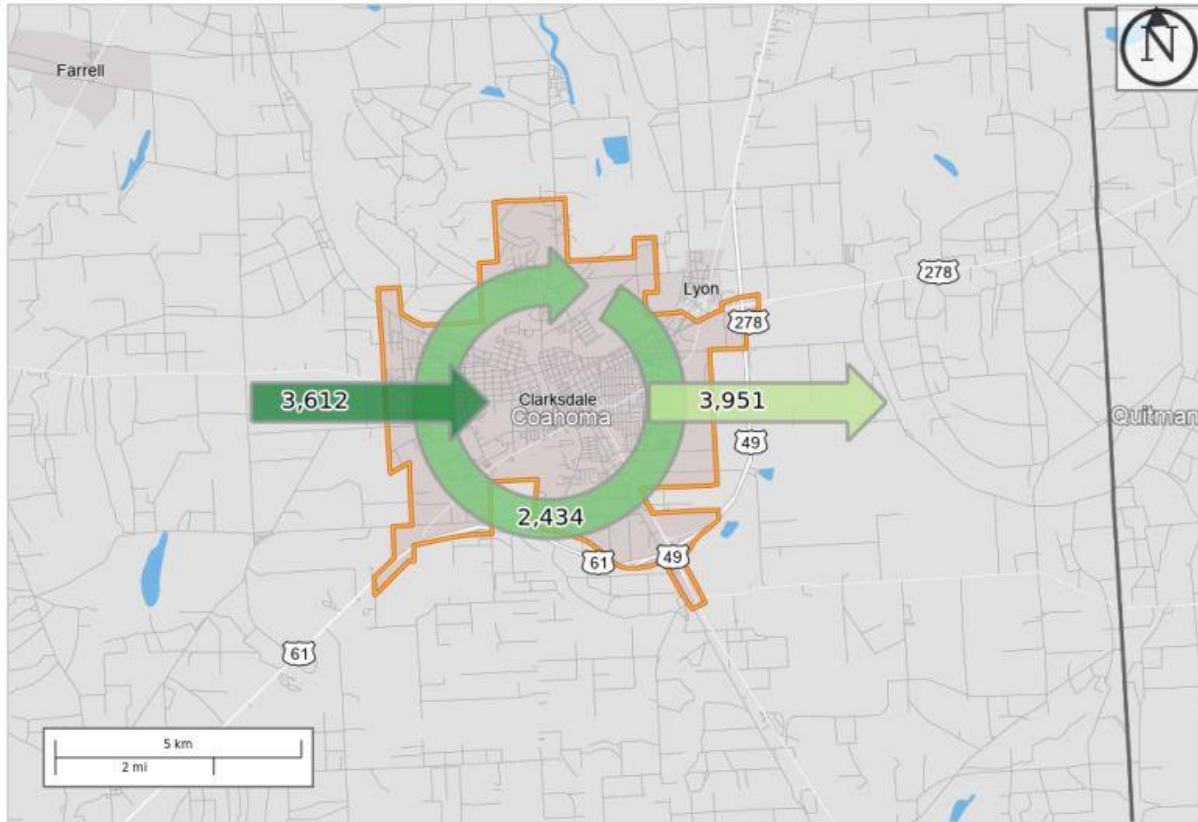 N
Farrell
278
Lyon
278
3,612
Clarksdale
3,951
Coahoma
Quitman
49
2,434
61
49
61
5 km
2 mi